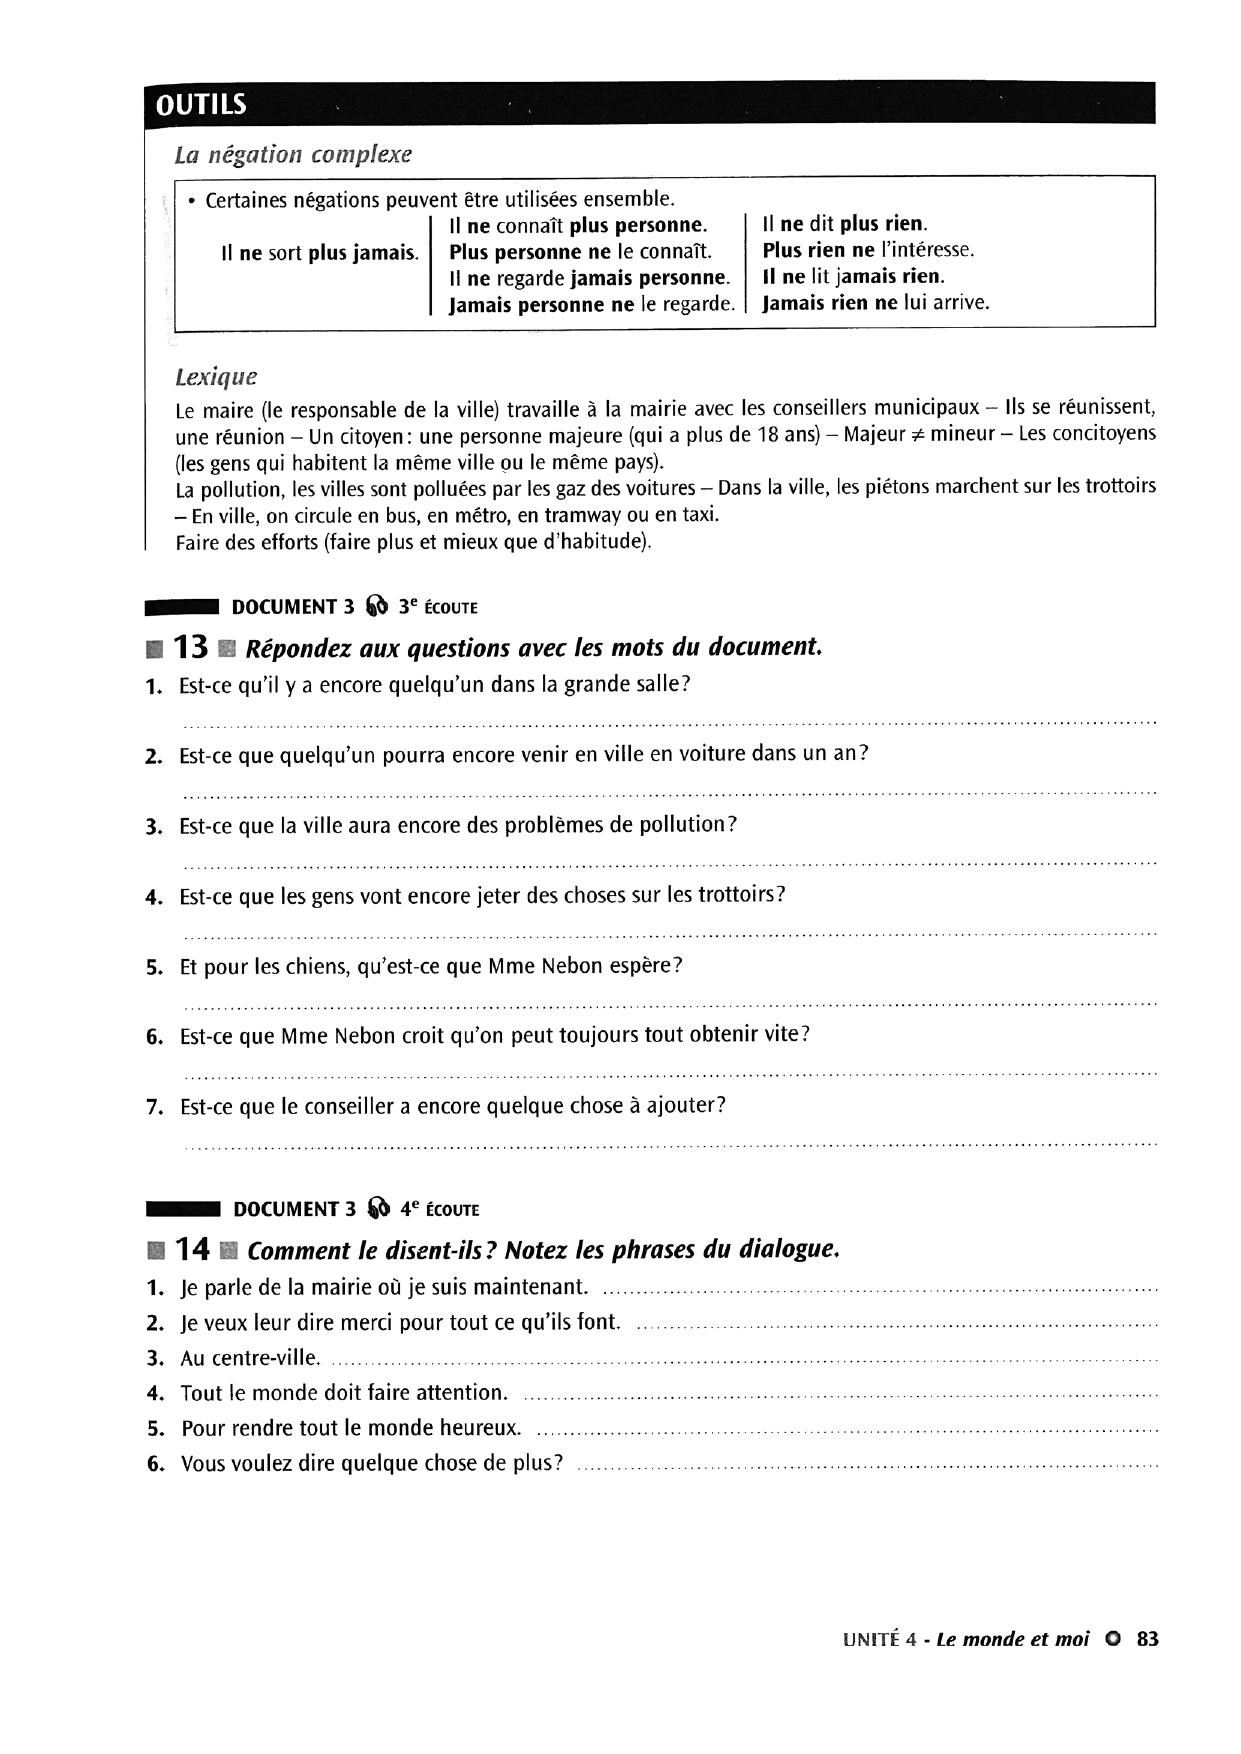 OUTILS
La négation complexe
• Certaines négations peuvent être utilisées ensemble.
Il ne sort plus jamais.
Il ne connaît plus personne.
Plus personne ne le connaît.
Il ne regarde jamais personne.
Jamais personne ne le regarde.
Il ne dit plus rien.
Plus rien ne l'intéresse.
Il ne lit jamais rien.
Jamais rien ne lui arrive.
Lexique
Le maire (le responsable de la ville) travaille à la mairie avec les conseillers municipaux – Ils se réunissent,
une réunion – Un citoyen : une personne majeure (qui a plus de 18 ans) – Majeur ≠ mineur – Les concitoyens
(les gens qui habitent la même ville ou le même pays).
La pollution, les villes sont polluées par les gaz des voitures – Dans la ville, les piétons marchent sur les trottoirs
– En ville, on circule en bus, en métro, en tramway ou en taxi.
Faire des efforts (faire plus et mieux que d'habitude).
DOCUMENT 3 3e ÉCOUTE
13 Répondez aux questions avec les mots du document.
1. Est-ce qu'il y a encore quelqu'un dans la grande salle?
2. Est-ce que quelqu'un pourra encore venir en ville en voiture dans un an?
3. Est-ce que la ville aura encore des problèmes de pollution?
4. Est-ce que les gens vont encore jeter des choses sur les trottoirs?
5. Et pour les chiens, qu'est-ce que Mme Nebon espère?
6. Est-ce que Mme Nebon croit qu'on peut toujours tout obtenir vite?
7. Est-ce que le conseiller a encore quelque chose à ajouter?
DOCUMENT 3 4e ÉCOUTE
14 Comment le disent-ils? Notez les phrases du dialogue.
1. Je parle de la mairie où je suis maintenant.
2. Je veux leur dire merci pour tout ce qu'ils font.
3. Au centre-ville.
4. Tout le monde doit faire attention.
5. Pour rendre tout le monde heureux.
6. Vous voulez dire quelque chose de plus?
UNITÉ 4 - Le monde et moi 83